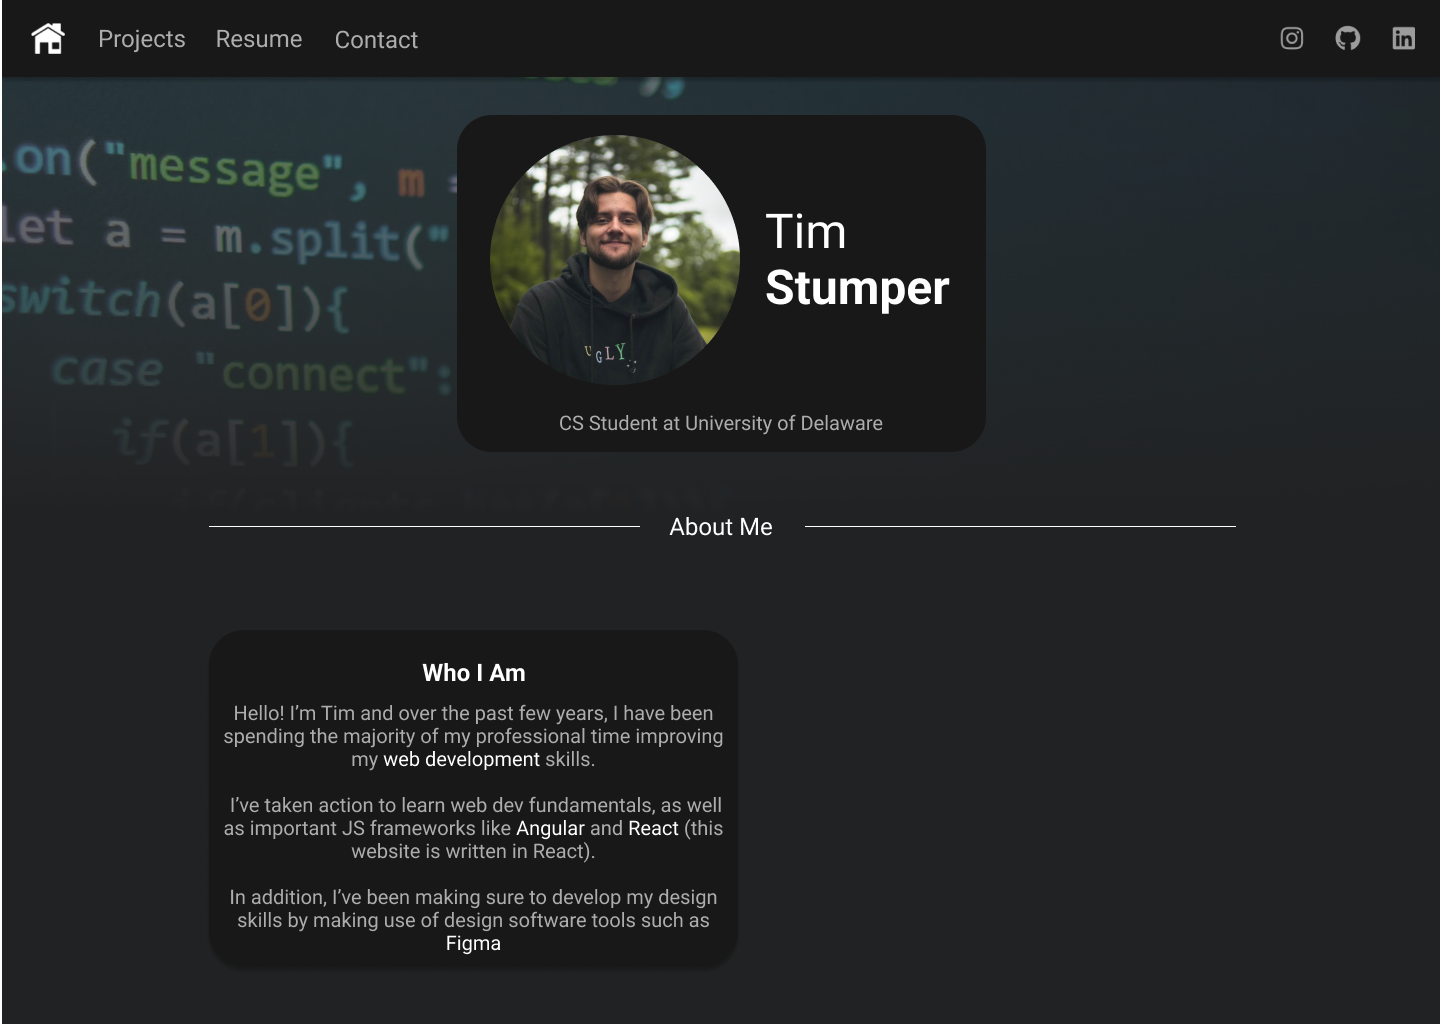 Projects Resume Contact
.on("message", m
let a = m.split("
switch(a[0]){
case "connect":
if(a[1]){
Tim
Stumper
UGLY
CS Student at University of Delaware
About Me
Who I Am
Hello! I’m Tim and over the past few years, I have been
spending the majority of my professional time improving
my web development skills.
I’ve taken action to learn web dev fundamentals, as well
as important JS frameworks like Angular and React (this
website is written in React).
In addition, I’ve been making sure to develop my design
skills by making use of design software tools such as
Figma